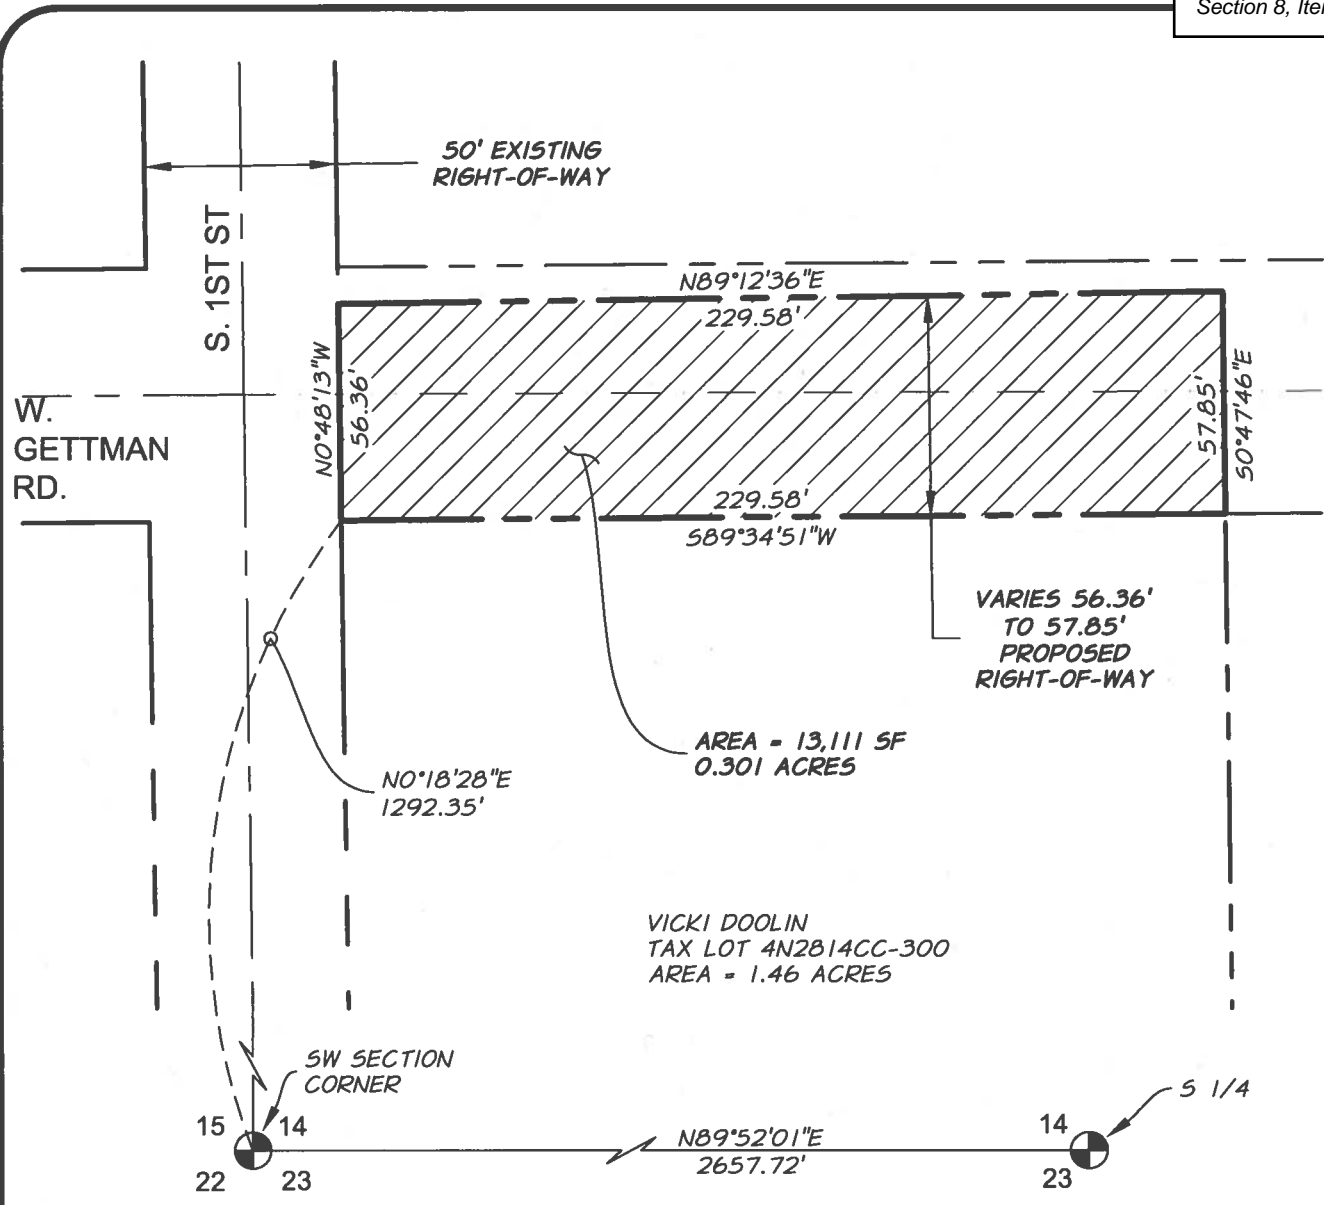 Section 8, Ite
50' EXISTING
RIGHT-OF-WAY
S. 1ST ST
N89°12'36"E
229.58'
N0°48'13"W
56.36'
57.85'
S0°47'46"E
W.
GETTMAN
RD.
229.58'
S89°34'51"W
VARIES 56.36'
TO 57.85'
PROPOSED
RIGHT-OF-WAY
AREA = 13,111 SF
0.301 ACRES
N0°18'28"E
1292.35'
VICKI DOOLIN
TAX LOT 4N2814CC-300
AREA = 1.46 ACRES
SW SECTION
CORNER
S 1/4
15 14
22 23
N89°52'01"E
2657.72'
14
23